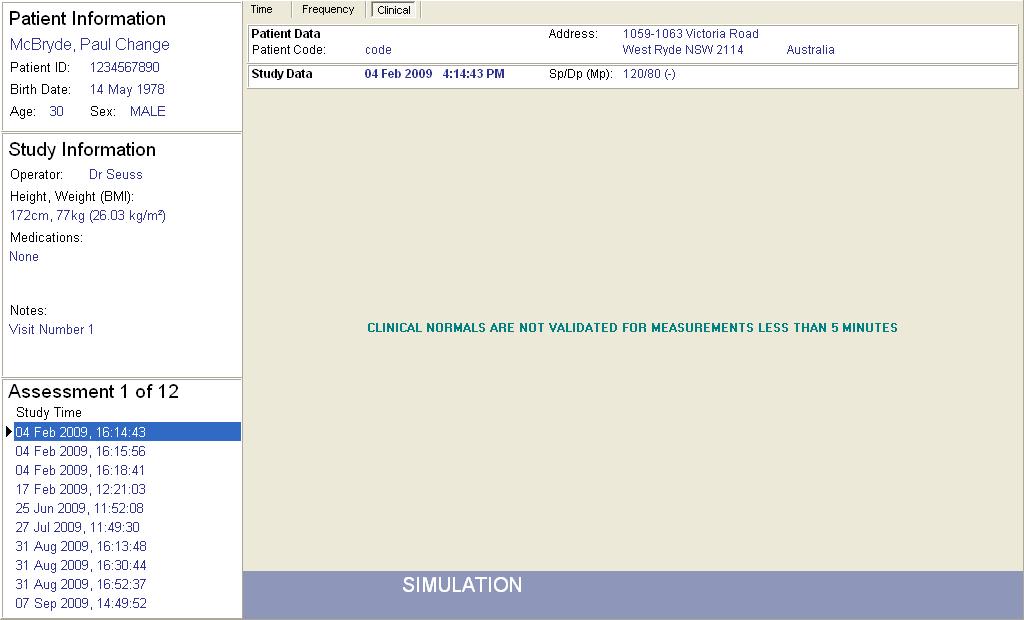 Patient Information
McBryde, Paul Change
Patient ID: 1234567890
Birth Date: 14 May 1978
Age: 30 Sex: MALE
Study Information
Operator: Dr Seuss
Height, Weight (BMI):
172cm, 77kg (26.03 kg/m²)
Medications:
None
Notes:
Visit Number 1
Assessment 1 of 12
Study Time
04 Feb 2009, 16:14:43
04 Feb 2009, 16:15:56
04 Feb 2009, 16:18:41
17 Feb 2009, 12:21:03
25 Jun 2009, 11:52:08
27 Jul 2009, 11:49:30
31 Aug 2009, 16:13:48
31 Aug 2009, 16:30:44
31 Aug 2009, 16:52:37
07 Sep 2009, 14:49:52
Time Frequency Clinical
Patient Data Address: 1059-1063 Victoria Road
Patient Code: code West Ryde NSW 2114 Australia
Study Data 04 Feb 2009 4:14:43 PM Sp/Dp (Mp): 120/80 (-)
CLINICAL NORMALS ARE NOT VALIDATED FOR MEASUREMENTS LESS THAN 5 MINUTES
SIMULATION